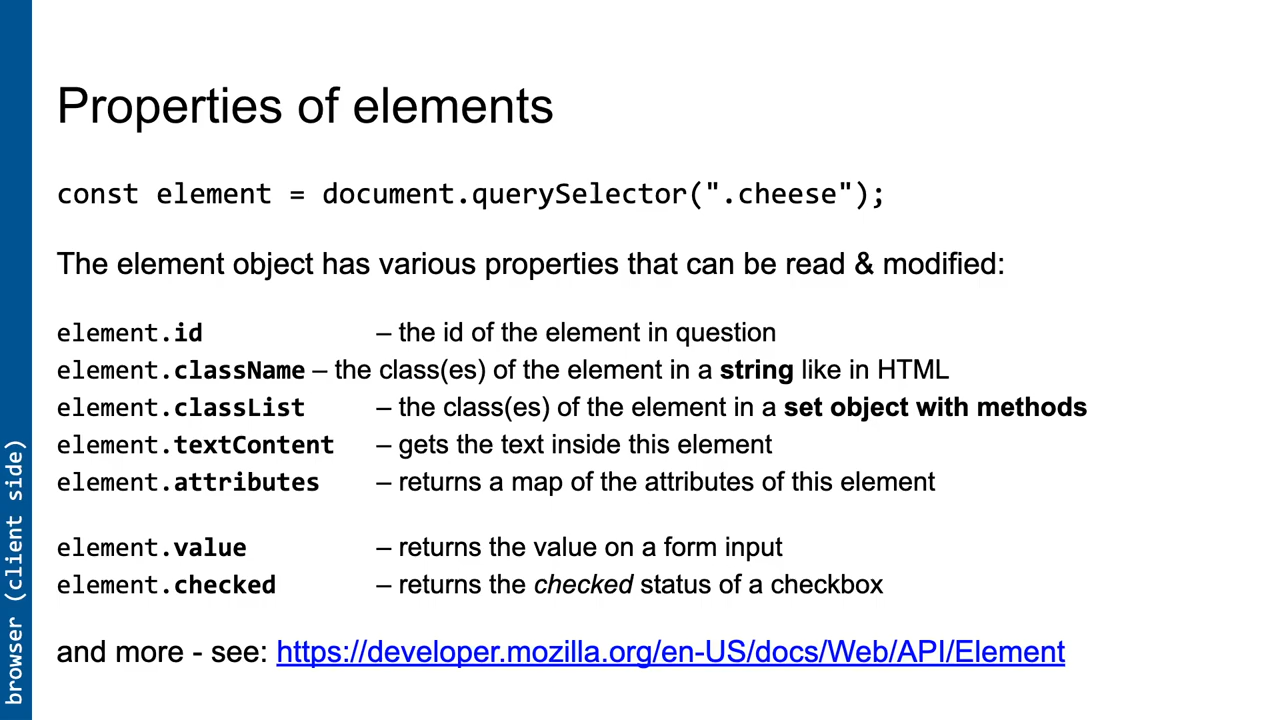 Properties of elements
const element = document.querySelector(".cheese");
The element object has various properties that can be read & modified:
element.id – the id of the element in question
element.className – the class(es) of the element in a string like in HTML
element.classList – the class(es) of the element in a set object with methods
element.textContent – gets the text inside this element
element.attributes – returns a map of the attributes of this element
element.value – returns the value on a form input
element.checked – returns the checked status of a checkbox
and more - see: https://developer.mozilla.org/en-US/docs/Web/API/Element
browser (client side)